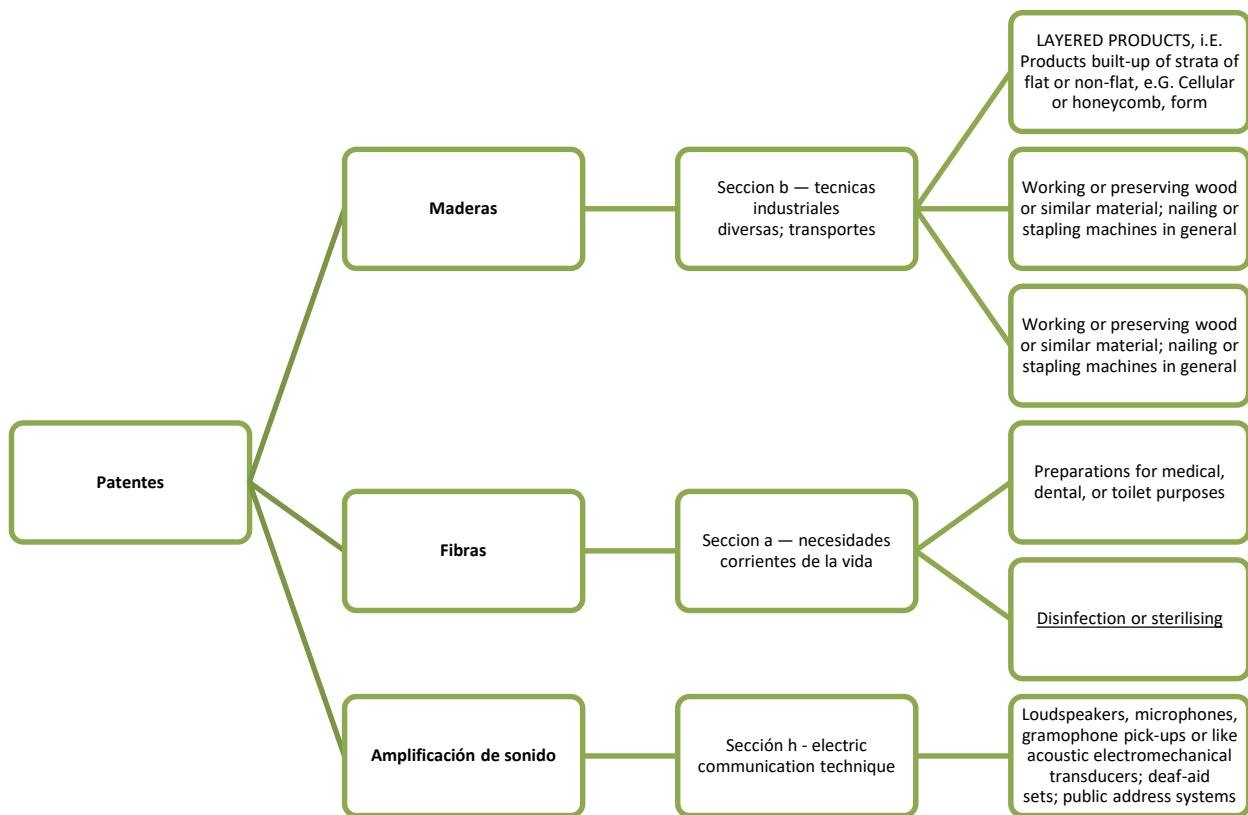 LAYERED PRODUCTS, i.E.
Products built-up of strata of
flat or non-flat, e.G. Cellular
or honeycomb, form
Maderas
Seccion b — tecnicas
industriales
diversas; transportes
Working or preserving wood
or similar material; nailing or
stapling machines in general
Working or preserving wood
or similar material; nailing or
stapling machines in general
Patentes
Preparations for medical,
dental, or toilet purposes
Fibras
Seccion a — necesidades
corrientes de la vida
Disinfection or sterilising
Amplificación de sonido
Sección h - electric
communication technique
Loudspeakers, microphones,
gramophone pick-ups or like
acoustic electromechanical
transducers; deaf-aid
sets; public address systems